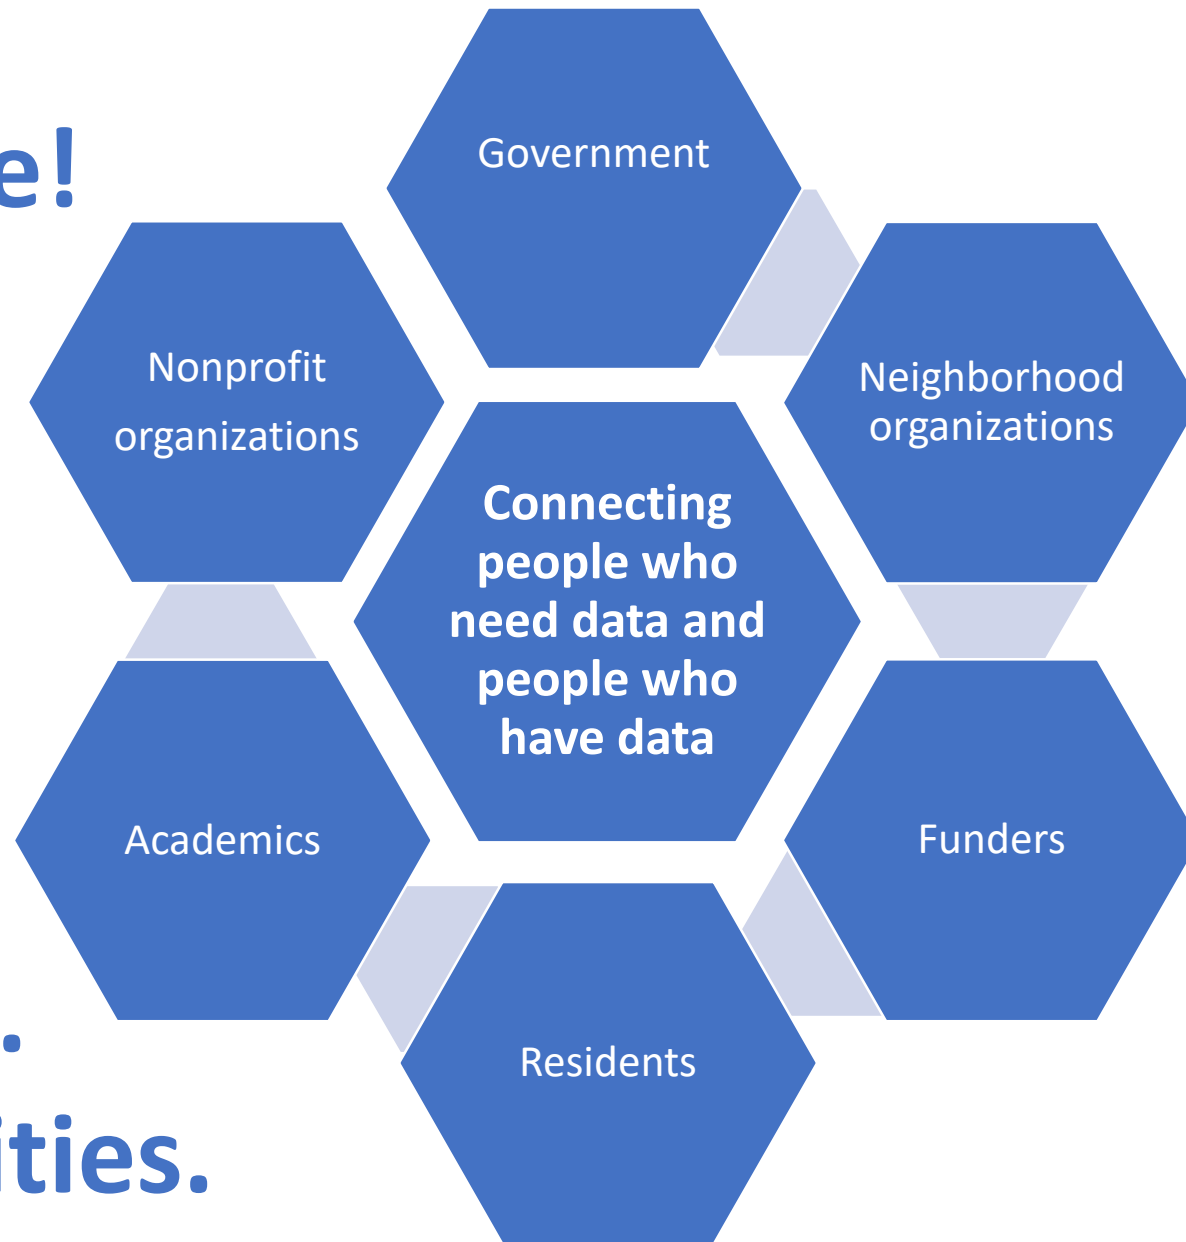 e!
Government
Nonprofit
organizations
Neighborhood
organizations
Connecting
people who
need data and
people who
have data
Academics
Funders
.
ities.
Residents